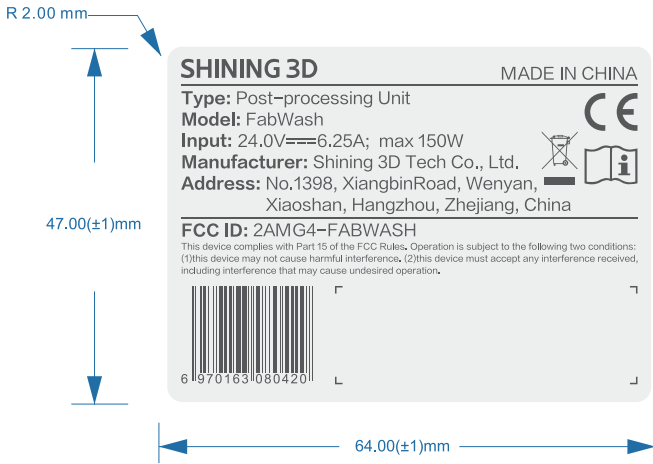 R 2.00 mm
SHINING 3D
MADE IN CHINA
Type: Post-processing Unit
Model: FabWash
Input: 24.0V⎓6.25A; max 150W
Manufacturer: Shining 3D Tech Co., Ltd.
Address: No.1398, XiangbinRoad, Wenyan,
Xiaoshan, Hangzhou, Zhejiang, China
CE
i
47.00(±1)mm
FCC ID: 2AMG4-FABWASH
This device complies with Part 15 of the FCC Rules. Operation is subject to the following two conditions:
(1)this device may not cause harmful interference. (2)this device must accept any interference received,
including interference that may cause undesired operation.
6 970163 080420
64.00(±1)mm